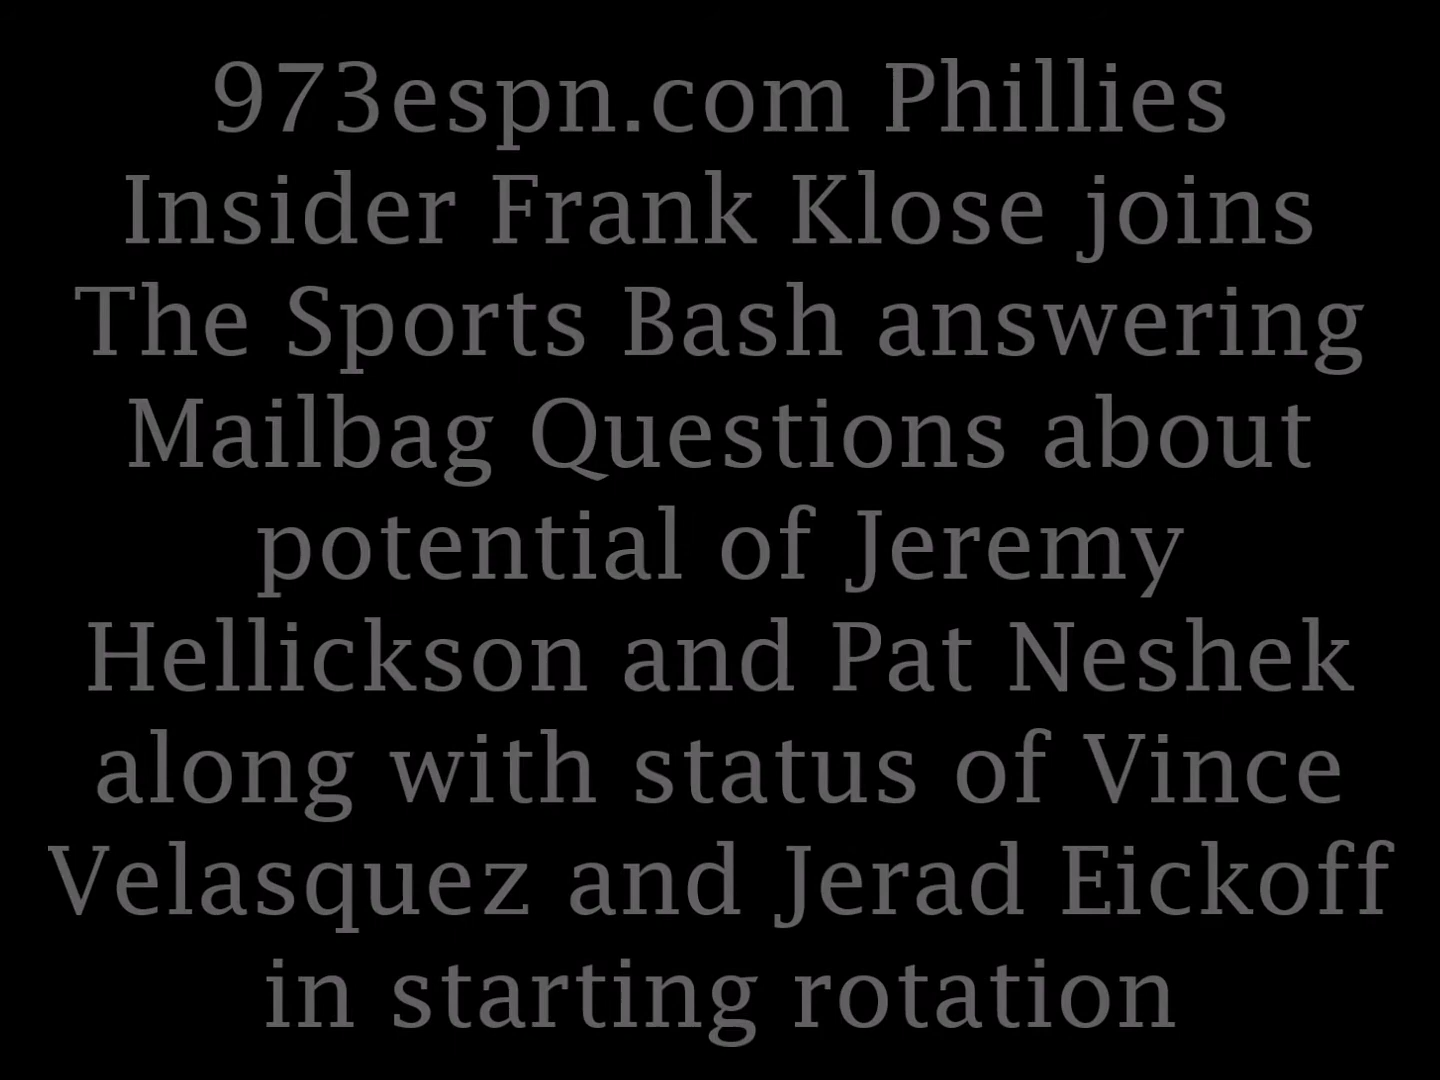 973espn.com Phillies
Insider Frank Klose joins
The Sports Bash answering
Mailbag Questions about
potential of Jeremy
Hellickson and Pat Neshek
along with status of Vince
Velasquez and Jerad Eickoff
in starting rotation